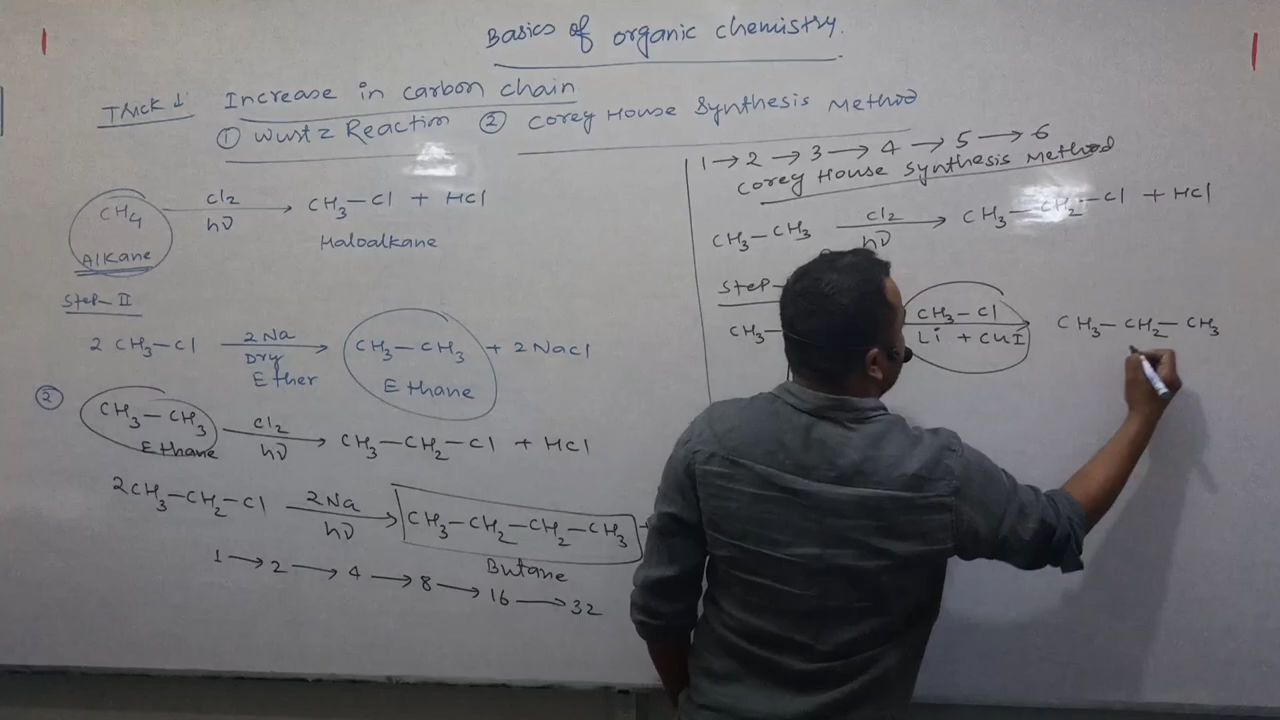 Basics of organic chemistry.
Trick 1 Increase in carbon chain
① Wurtz Reaction ② Corey House Synthesis Method
CH4 Cl2 hν → CH3-Cl + HCl
Alkane Haloalkane
Step-II
2 CH3-Cl 2Na Dry Ether → CH3-CH3 + 2NaCl
Ethane
② CH3-CH3 Cl2 hν → CH3-CH2-Cl + HCl
Ethane
2CH3-CH2-Cl 2Na hν → CH3-CH2-CH2-CH3
Butane
1 → 2 → 4 → 8 → 16 → 32
1 → 2 → 3 → 4 → 5 → 6
Corey House Synthesis Method
CH3-CH3 Cl2 hν → CH3-CH2-Cl + HCl
Step-
CH3- CH3-Cl Li + CuI → CH3-CH2-CH3